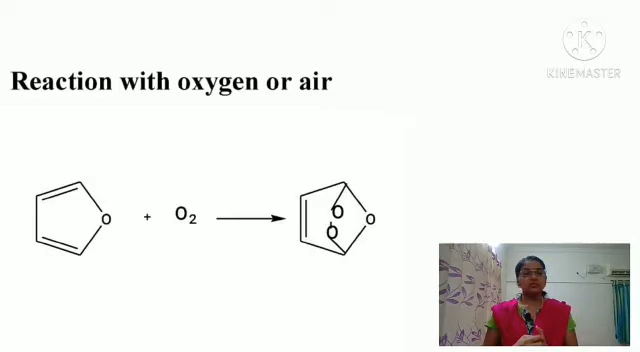 K
KINEMASTER
Reaction with oxygen or air
O + O2 O O O